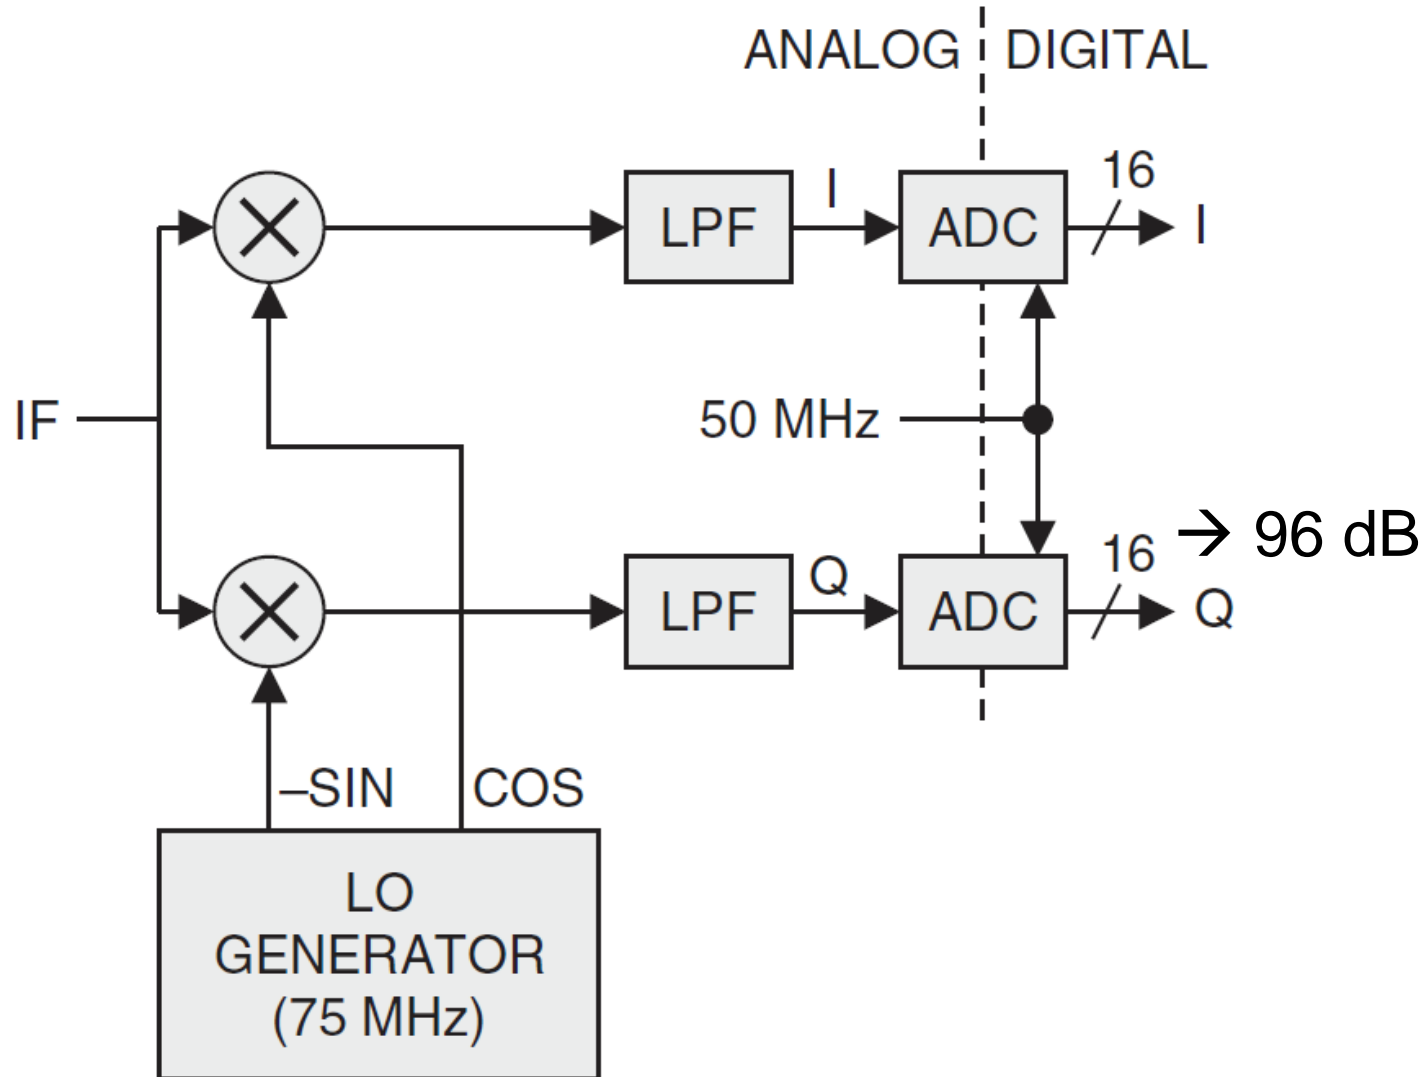 ANALOG DIGITAL
16
I
LPF
ADC
I
IF
50 MHz
→ 96 dB
16
Q
LPF
ADC
Q
–SIN
COS
LO
GENERATOR
(75 MHz)